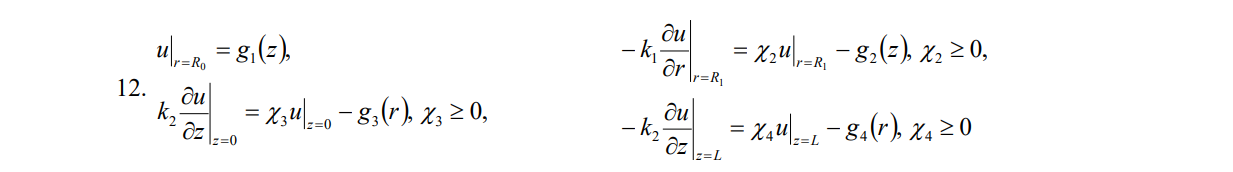 u|_{r=R_0} = g_1(z), -k_1 ∂u/∂r|_{r=R_1} = χ_2 u|_{r=R_1} - g_2(z), χ_2 ≥ 0,
12. k_2 ∂u/∂z|_{z=0} = χ_3 u|_{z=0} - g_3(r), χ_3 ≥ 0, -k_2 ∂u/∂z|_{z=L} = χ_4 u|_{z=L} - g_4(r), χ_4 ≥ 0